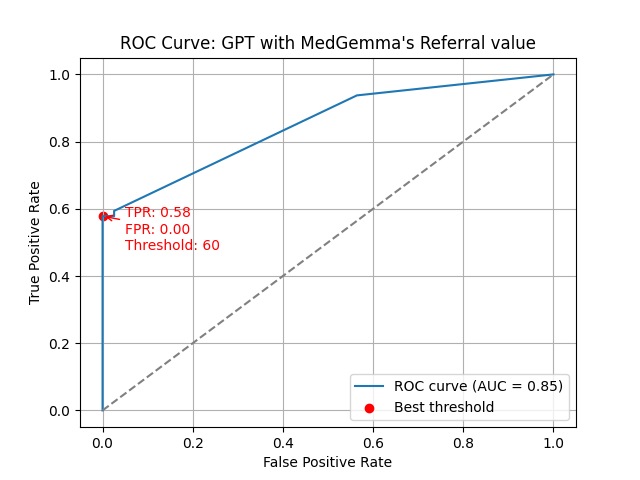 ROC Curve: GPT with MedGemma's Referral value
True Positive Rate
1.0
0.8
0.6
0.4
0.2
0.0
TPR: 0.58
FPR: 0.00
Threshold: 60
ROC curve (AUC = 0.85)
Best threshold
0.0
0.2
0.4
0.6
0.8
1.0
False Positive Rate